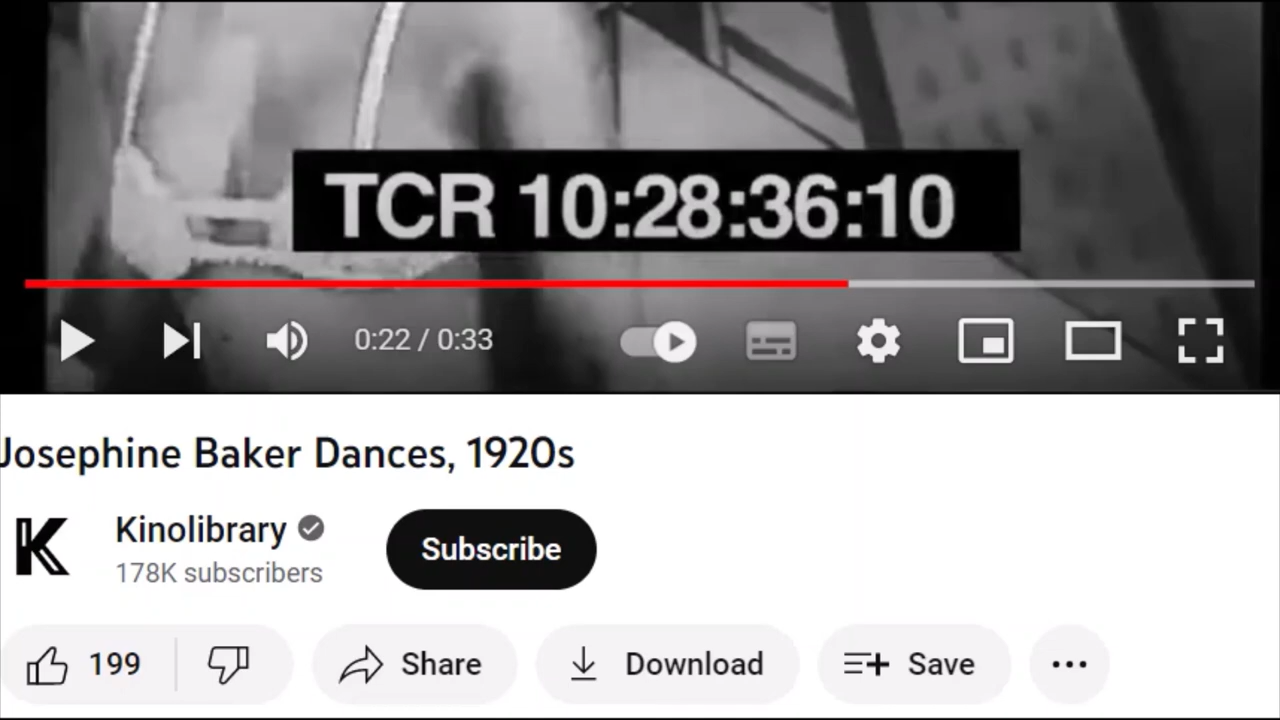 TCR 10:28:36:10
0:22 / 0:33
Josephine Baker Dances, 1920s
K
Kinolibrary
178K subscribers
Subscribe
199
Share
Download
Save